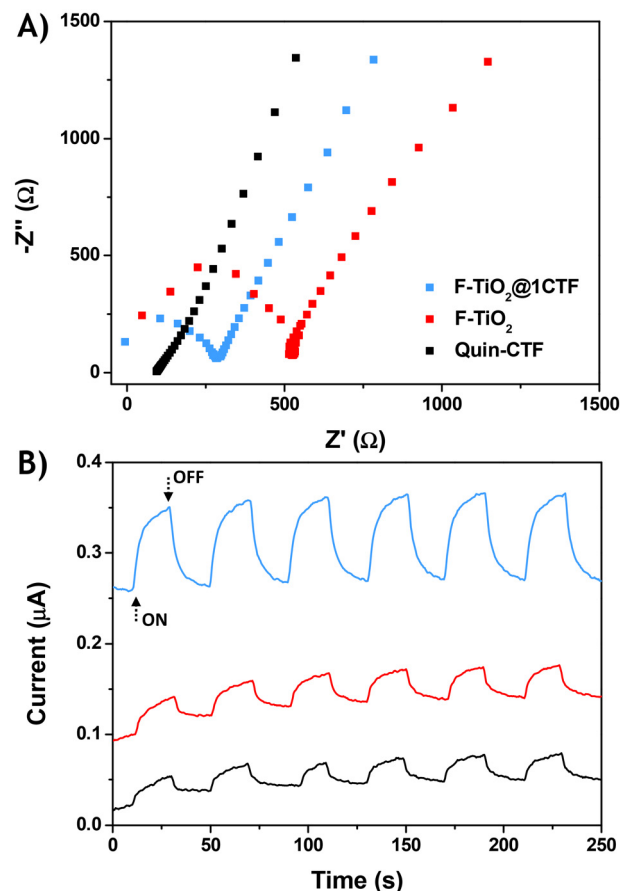 A)
1500
1000
500
0
-Z'' (Ω)
F-TiO₂@1CTF
F-TiO₂
Quin-CTF
0 500 1000 1500
Z' (Ω)
B)
0.4
0.3
0.2
0.1
0.0
Current (µA)
OFF
ON
0 50 100 150 200 250
Time (s)